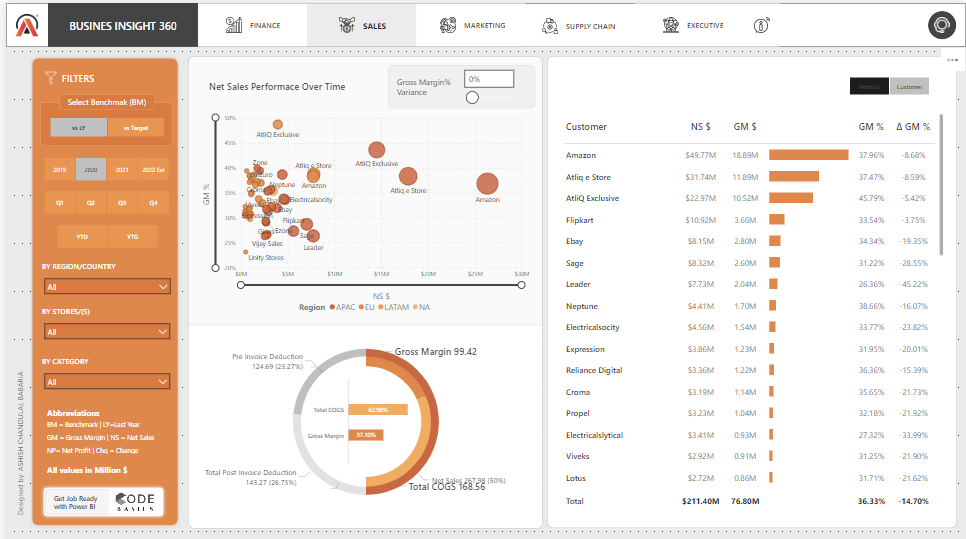 BUSINES INSIGHT 360
FINANCE
SALES
MARKETING
SUPPLY CHAIN
EXECUTIVE
FILTERS
Select Benchmak (BM)
vs LY
vs Target
2019
2020
2021
2022 Est
Q1
Q2
Q3
Q4
YTD
YTG
BY REGION/COUNTRY
All
BY STORES/(S)
All
BY CATEGORY
All
Abbreviations
BM = Benchmark | LY=Last Year
GM = Gross Margin | NS = Net Sales
NP= Net Profit | Chg = Change
All values in Million $
Get Job Ready
with Power BI
CODE
BASICS
Designed by: ASHISH CHANDULAL BABARIA
Net Sales Performace Over Time
Gross Margin%
Variance
0%
GM %
50%
45%
40%
35%
30%
25%
20%
AtliQ Exclusive
Zone
Atliq e Store
AtliQ Exclusive
Neptune
Amazon
Atliq e Store
Electricalsocity
Amazon
Ebay
Expression
Flipkart
Sage
Vijay Sales
Leader
Unity Stores
$0M
$5M
$10M
$15M
$20M
$25M
$30M
NS $
Region APAC EU LATAM NA
Gross Margin 99.42
Pre Invoice Deduction
124.69 (23.27%)
Total COGS
62.90%
Gross Margin
37.10%
Total Post Invoice Deduction
143.27 (26.73%)
Net Sales 267.98 (50%)
Total COGS 168.56
Product
Customer
Customer NS $ GM $ GM % Δ GM %
Amazon $49.77M 18.89M 37.96% -8.68%
Atliq e Store $31.74M 11.89M 37.47% -8.59%
AtliQ Exclusive $22.97M 10.52M 45.79% -5.42%
Flipkart $10.92M 3.66M 33.54% -3.75%
Ebay $8.15M 2.80M 34.34% -19.35%
Sage $8.32M 2.60M 31.22% -28.55%
Leader $7.73M 2.04M 26.36% -45.22%
Neptune $4.41M 1.70M 38.66% -16.07%
Electricalsocity $4.56M 1.54M 33.77% -23.82%
Expression $3.86M 1.23M 31.95% -20.01%
Reliance Digital $3.36M 1.22M 36.36% -15.39%
Croma $3.19M 1.14M 35.65% -21.73%
Propel $3.23M 1.04M 32.18% -21.92%
Electricalslytical $3.41M 0.93M 27.32% -33.99%
Viveks $2.92M 0.91M 31.25% -21.90%
Lotus $2.72M 0.86M 31.71% -21.62%
Total $211.40M 76.80M 36.33% -14.70%